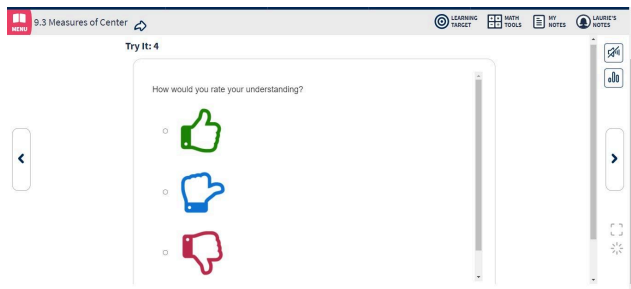 MENU
9.3 Measures of Center
LEARNING
TARGET
MATH
TOOLS
MY
NOTES
LAURIE'S
NOTES
Try It: 4
How would you rate your understanding?